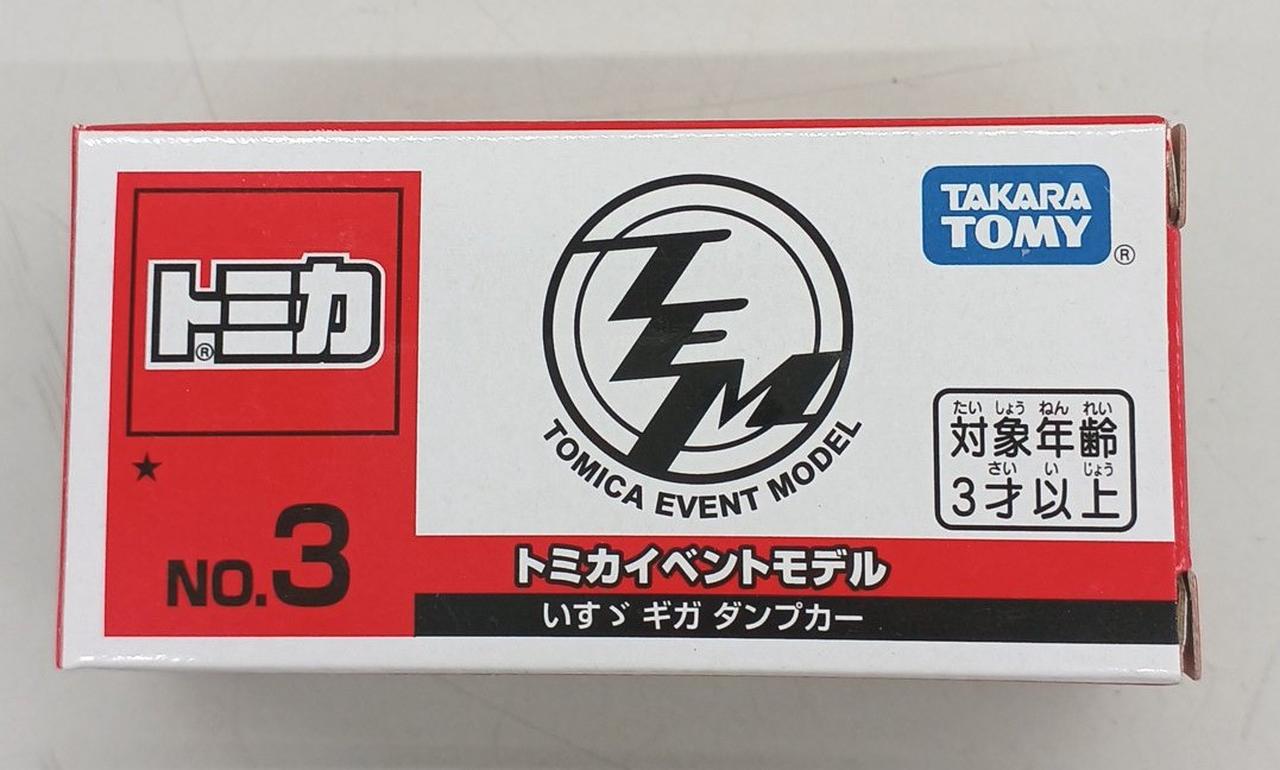 トミカ®
★
NO.3
TEM
TOMICA EVENT MODEL
TAKARA
TOMY®
たい しょう ねん れい
対象年齢
さい い じょう
3才以上
トミカイベントモデル
いすゞ ギガ ダンプカー